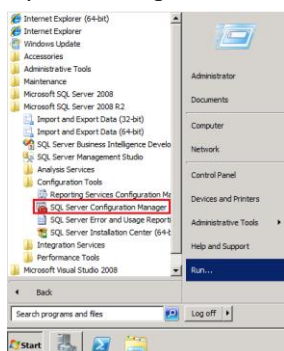 Internet Explorer (64-bit)
Internet Explorer
Windows Update
Accessories
Administrative Tools
Maintenance
Microsoft SQL Server 2008
Microsoft SQL Server 2008 R2
Import and Export Data (32-bit)
Import and Export Data (64-bit)
SQL Server Business Intelligence Develo
SQL Server Management Studio
Analysis Services
Configuration Tools
Reporting Services Configuration Ma
SQL Server Configuration Manager
SQL Server Error and Usage Reporti
SQL Server Installation Center (64-b
Integration Services
Performance Tools
Microsoft Visual Studio 2008
Back
Search programs and files
Start
Administrator
Documents
Computer
Network
Control Panel
Devices and Printers
Administrative Tools
Help and Support
Run...
Log off